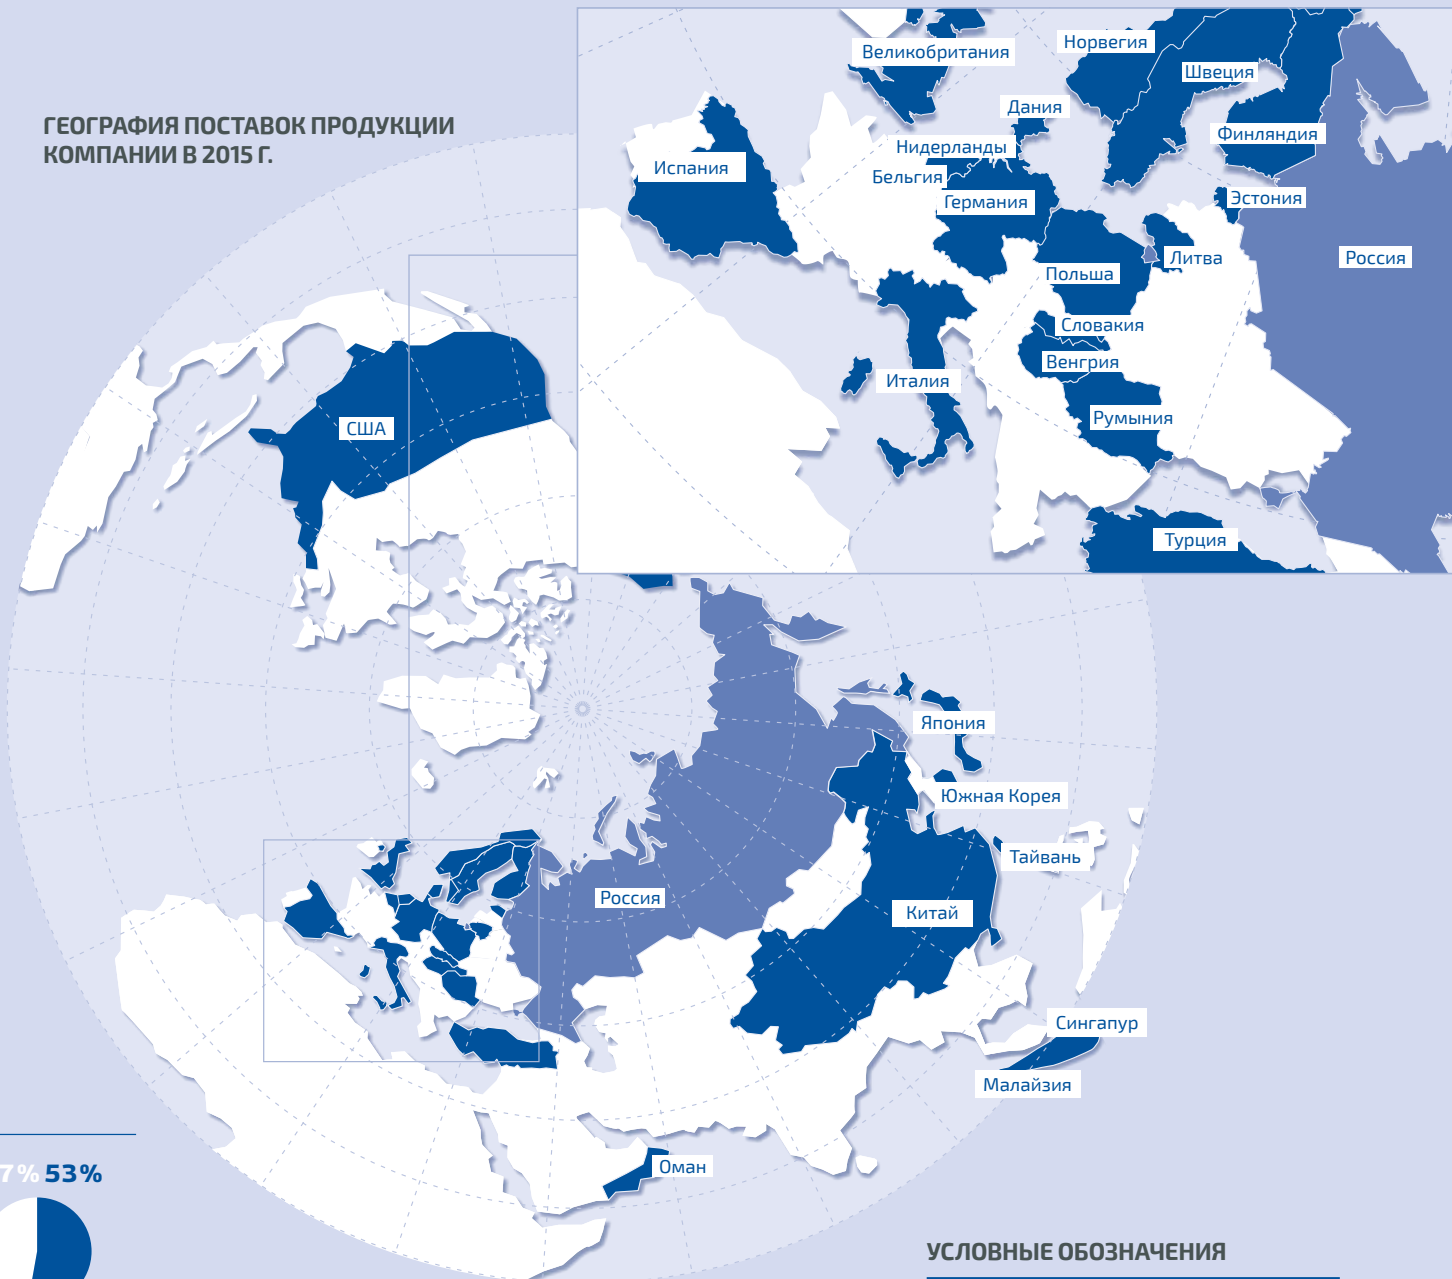 ГЕОГРАФИЯ ПОСТАВОК ПРОДУКЦИИ
КОМПАНИИ В 2015 Г.
Великобритания
Норвегия
Швеция
Дания
Финляндия
Нидерланды
Испания
Бельгия
Германия
Эстония
Россия
Литва
Польша
Словакия
Венгрия
Италия
Румыния
Турция
США
Япония
Южная Корея
Тайвань
Россия
Китай
Сингапур
Малайзия
Оман
7% 53%
УСЛОВНЫЕ ОБОЗНАЧЕНИЯ